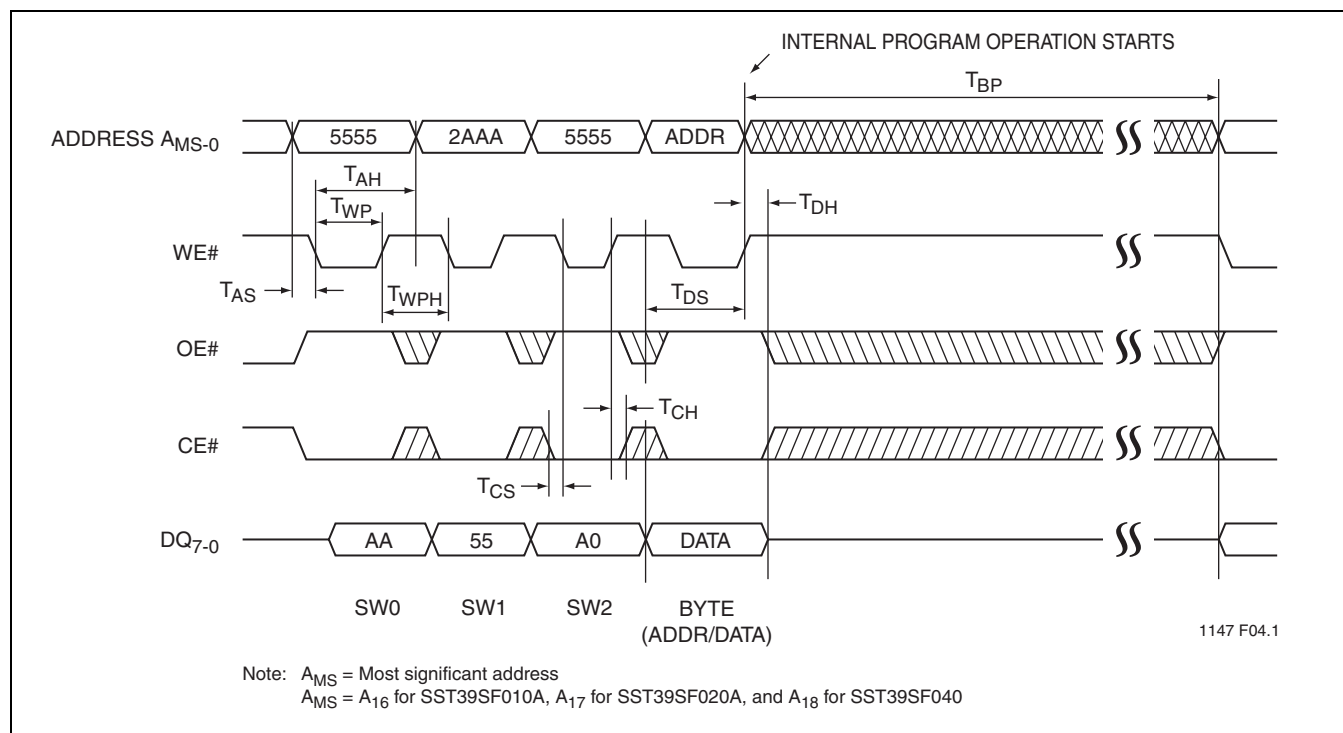 INTERNAL PROGRAM OPERATION STARTS
TBP
ADDRESS AMS-0
5555 2AAA 5555 ADDR
TAH
TWP
TDH
WE#
TAS
TWPH
TDS
OE#
TCH
CE#
TCS
DQ7-0
AA 55 A0 DATA
SW0 SW1 SW2 BYTE
(ADDR/DATA)
1147 F04.1
Note: AMS = Most significant address
AMS = A16 for SST39SF010A, A17 for SST39SF020A, and A18 for SST39SF040